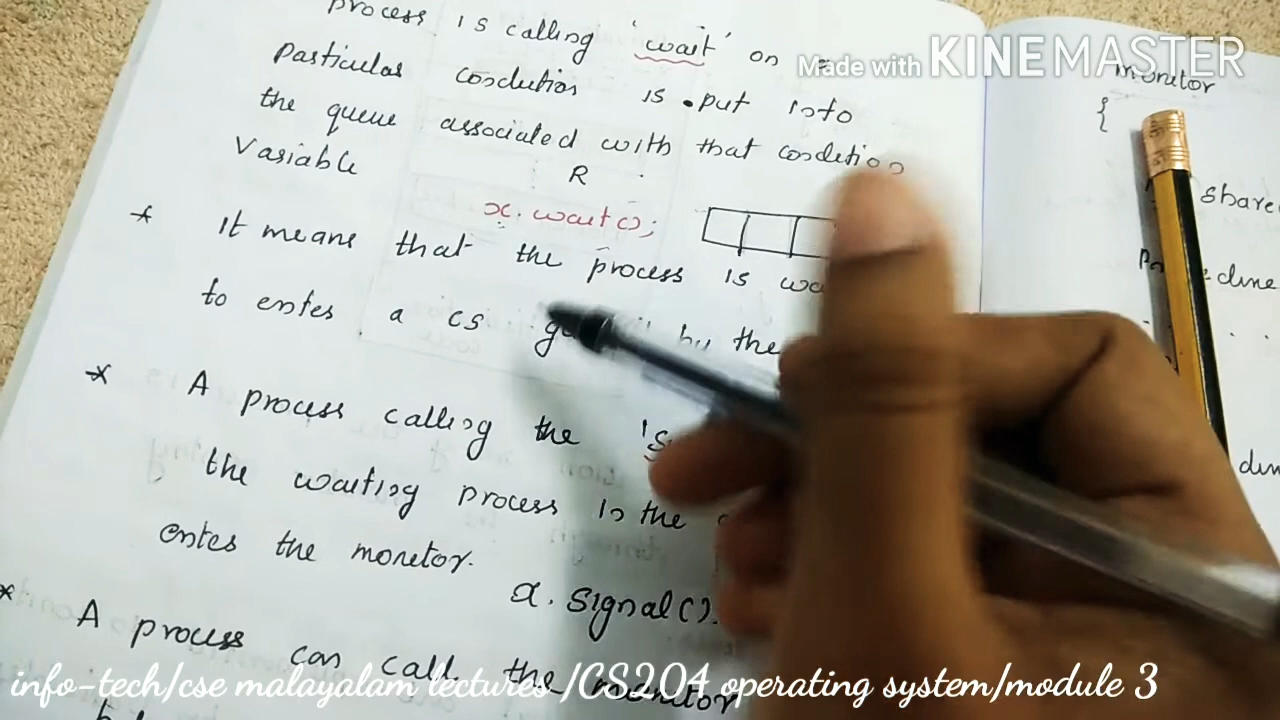 process is calling 'wait' on a
particular condition is put into
the queue associated with that condition
variable
R
x. wait();
* It means that the process is
to enter a CS by the
* A process calling the
the waiting process in the
enter the monitor.
x. signal().
* A process can call the monitor
Made with KINEMASTER
monitor
{
share
info-tech/cse malayalam lectures /CS204 operating system/module 3